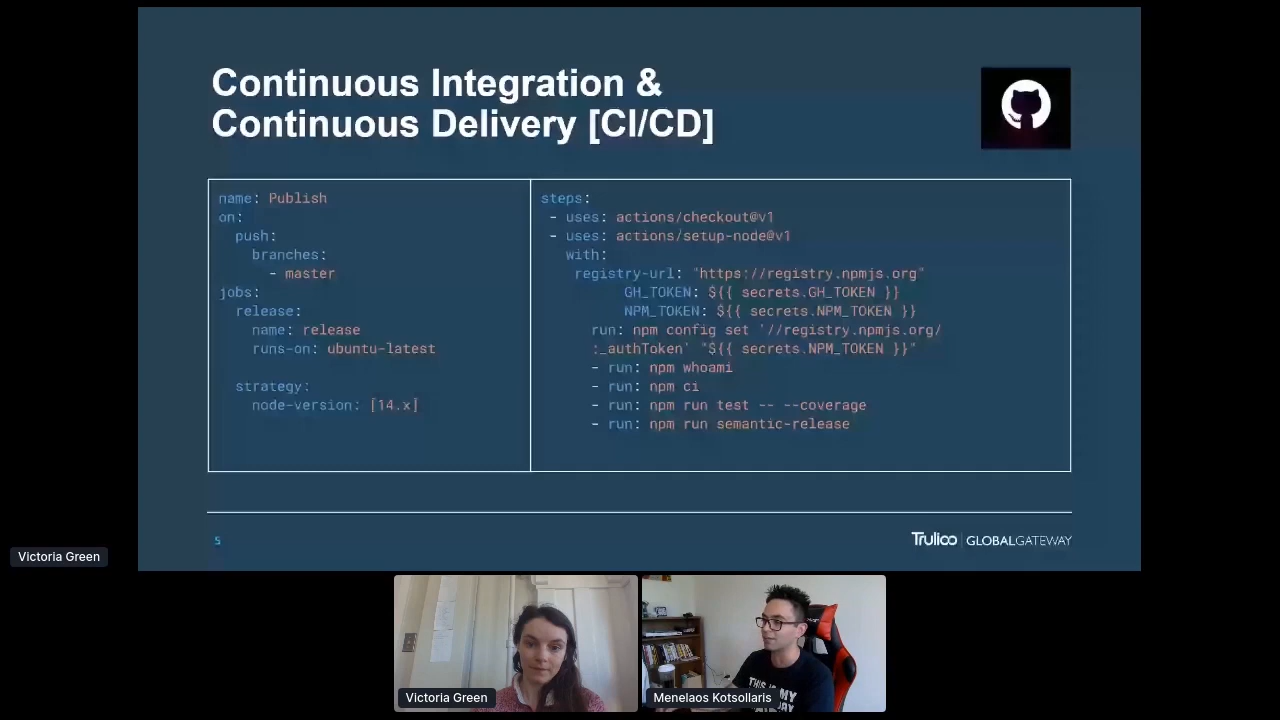 Continuous Integration &
Continuous Delivery [CI/CD]
name: Publish
on:
push:
branches:
- master
jobs:
release:
name: release
runs-on: ubuntu-latest
strategy:
node-version: [14.x]
steps:
- uses: actions/checkout@v1
- uses: actions/setup-node@v1
with:
registry-url: "https://registry.npmjs.org"
GH_TOKEN: ${{ secrets.GH_TOKEN }}
NPM_TOKEN: ${{ secrets.NPM_TOKEN }}
run: npm config set '//registry.npmjs.org/
:_authToken' "${{ secrets.NPM_TOKEN }}"
- run: npm whoami
- run: npm ci
- run: npm run test -- --coverage
- run: npm run semantic-release
5
Trulioo | GLOBALGATEWAY
Victoria Green
Victoria Green
Menelaos Kotsollaris
THIS IS MY